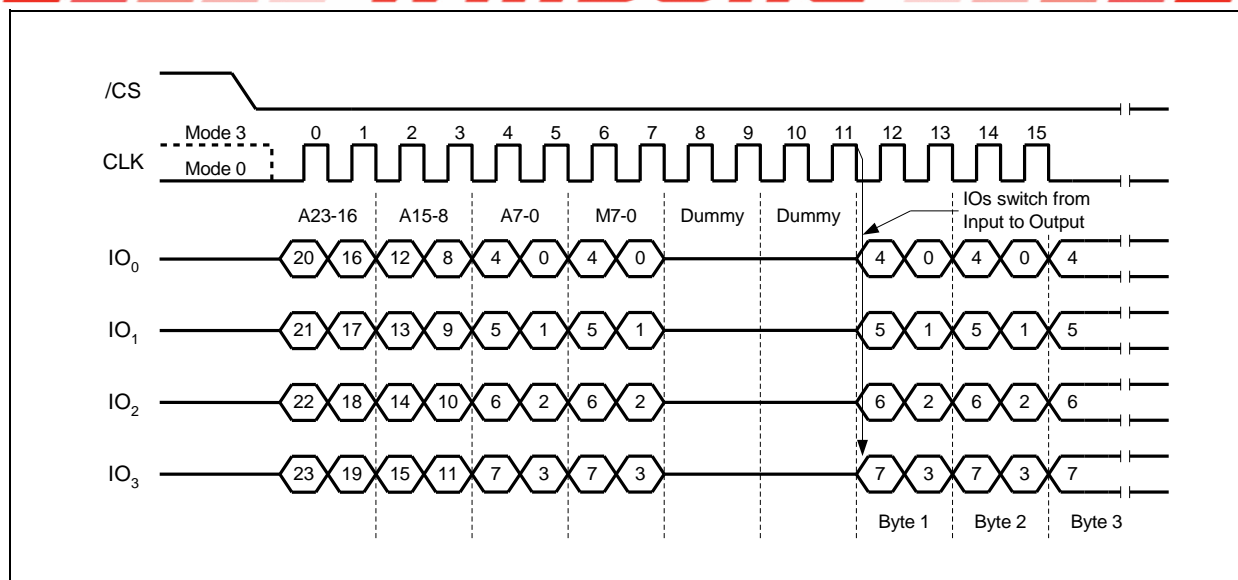 /CS
Mode 3
0 1 2 3 4 5 6 7 8 9 10 11 12 13 14 15
CLK
Mode 0
IOs switch from
Input to Output
A23-16 A15-8 A7-0 M7-0 Dummy Dummy
IO0 20 16 12 8 4 0 4 0 4 0 4 0 4
IO1 21 17 13 9 5 1 5 1 5 1 5 1 5
IO2 22 18 14 10 6 2 6 2 6 2 6 2 6
IO3 23 19 15 11 7 3 7 3 7 3 7 3 7
Byte 1 Byte 2 Byte 3